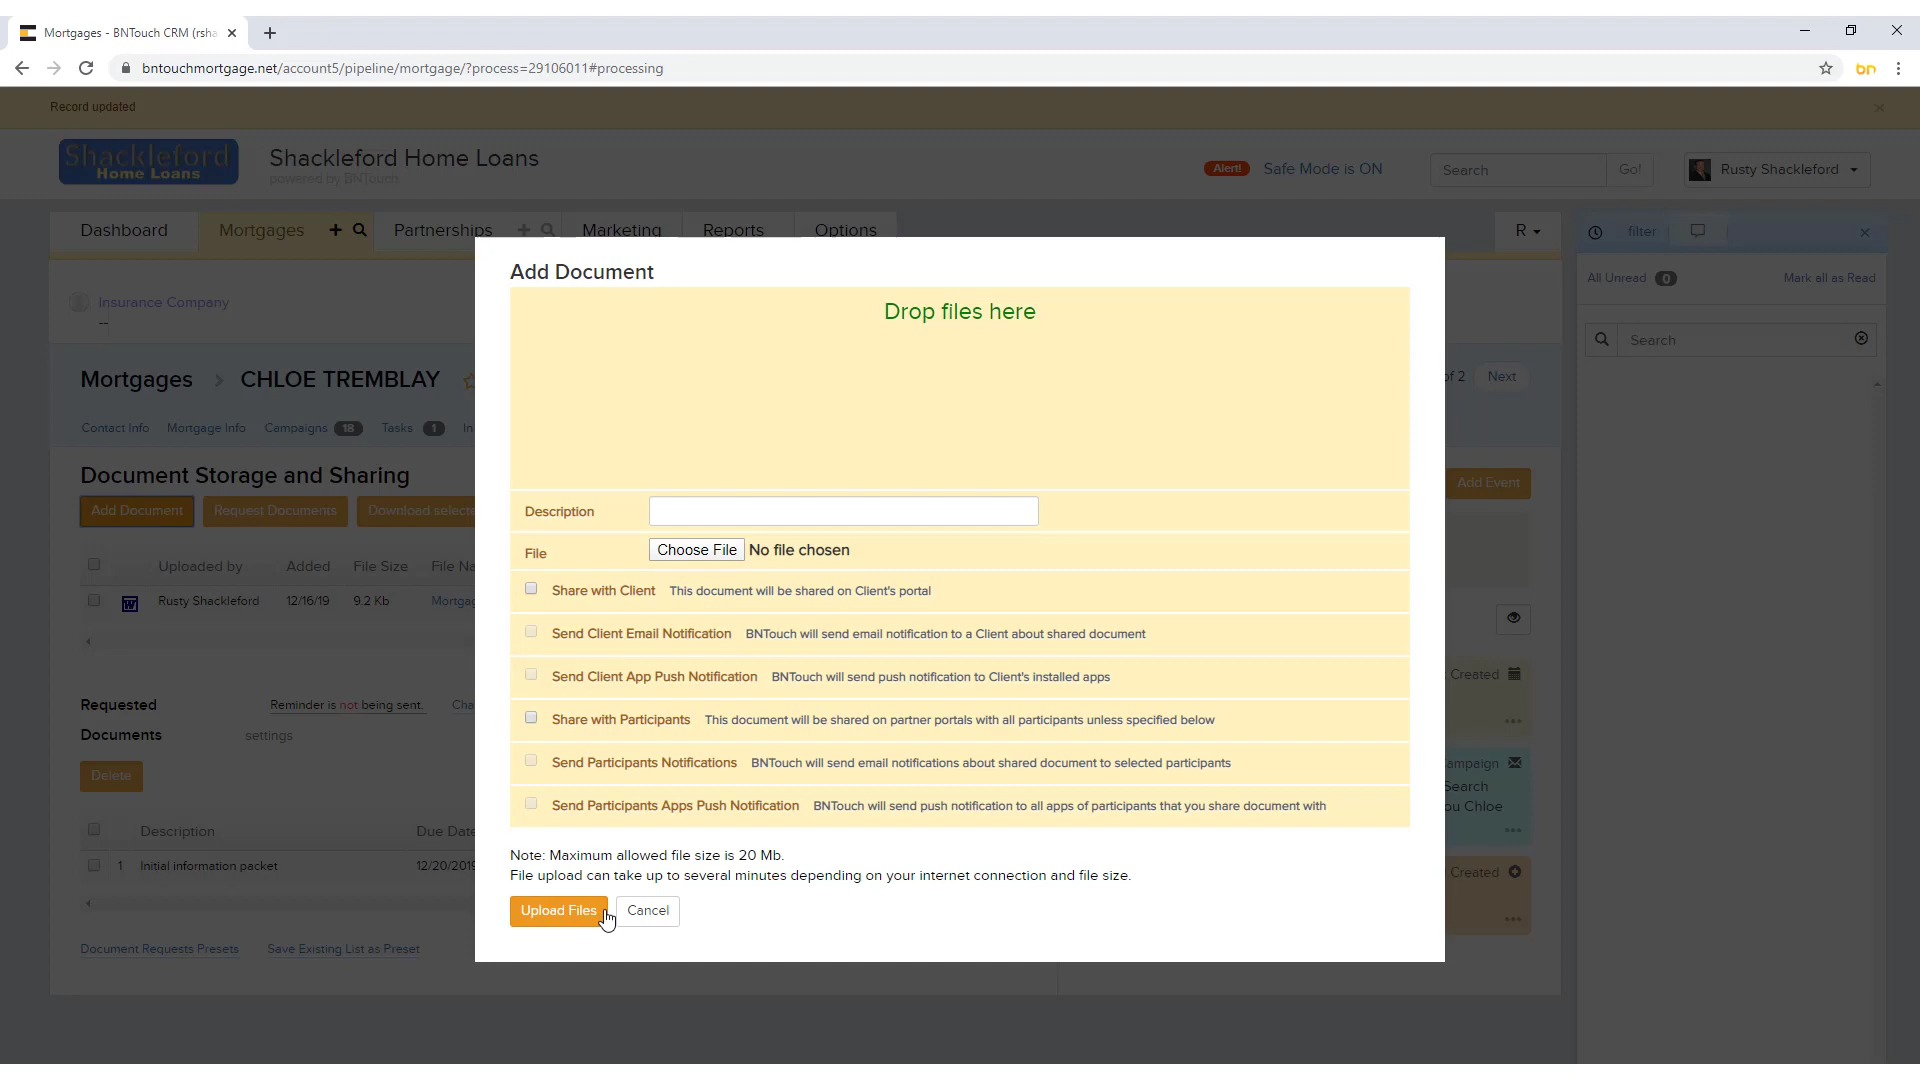 Mortgages - BNTouch CRM (rsha
bntouchmortgage.net/account5/pipeline/mortgage/?process=29106011#processing
bn
Record updated
Shackleford
Home Loans
Shackleford Home Loans
powered by BNTouch
Alert! Safe Mode is ON
Search Go!
Rusty Shackleford
Dashboard Mortgages Partnerships Marketing Reports Options R
filter
All Unread 0 Mark all as Read
Search
Insurance Company
--
Mortgages > CHLOE TREMBLAY
of 2 Next
Contact Info Mortgage Info Campaigns 18 Tasks 1 In
Document Storage and Sharing
Add Document Request Documents Download selecte
Add Event
Uploaded by Added File Size File Na
Rusty Shackleford 12/16/19 9.2 Kb Mortgag
Requested
Documents
Reminder is not being sent. Cha
settings
Delete
Description Due Date
1 Initial information packet 12/20/2019
Document Requests Presets Save Existing List as Preset
Created
ampaign
Search
ou Chloe
Created
Add Document
Drop files here
Description
File Choose File No file chosen
Share with Client This document will be shared on Client's portal
Send Client Email Notification BNTouch will send email notification to a Client about shared document
Send Client App Push Notification BNTouch will send push notification to Client's installed apps
Share with Participants This document will be shared on partner portals with all participants unless specified below
Send Participants Notifications BNTouch will send email notifications about shared document to selected participants
Send Participants Apps Push Notification BNTouch will send push notification to all apps of participants that you share document with
Note: Maximum allowed file size is 20 Mb.
File upload can take up to several minutes depending on your internet connection and file size.
Upload Files Cancel